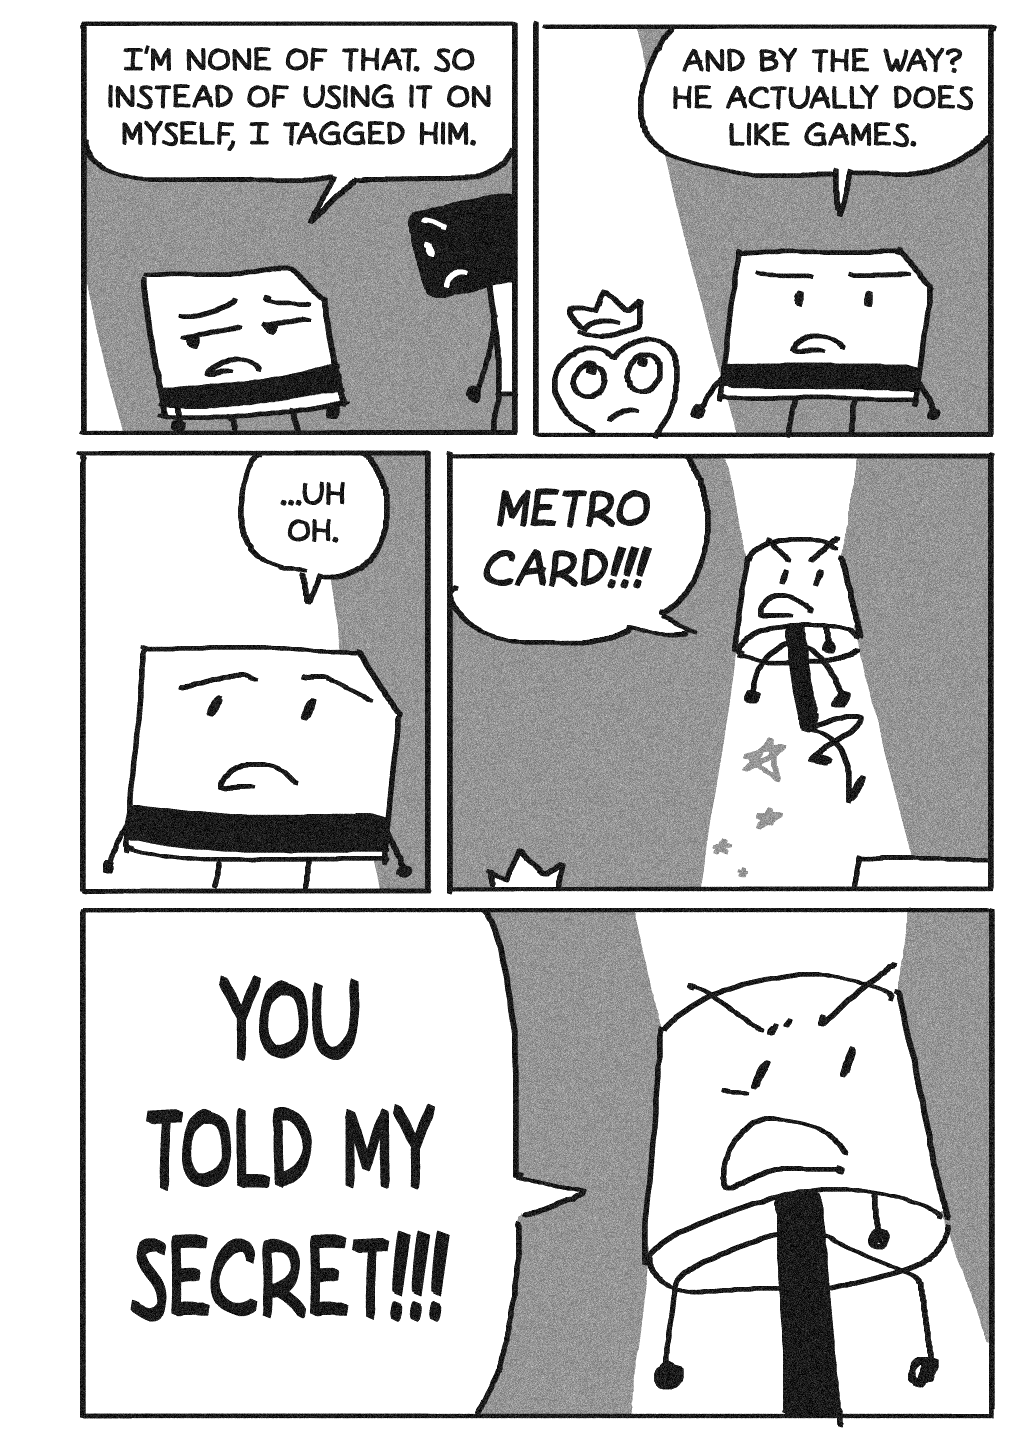 I'M NONE OF THAT. SO
INSTEAD OF USING IT ON
MYSELF, I TAGGED HIM.
AND BY THE WAY?
HE ACTUALLY DOES
LIKE GAMES.
...UH
OH.
METRO
CARD!!!
YOU
TOLD MY
SECRET!!!